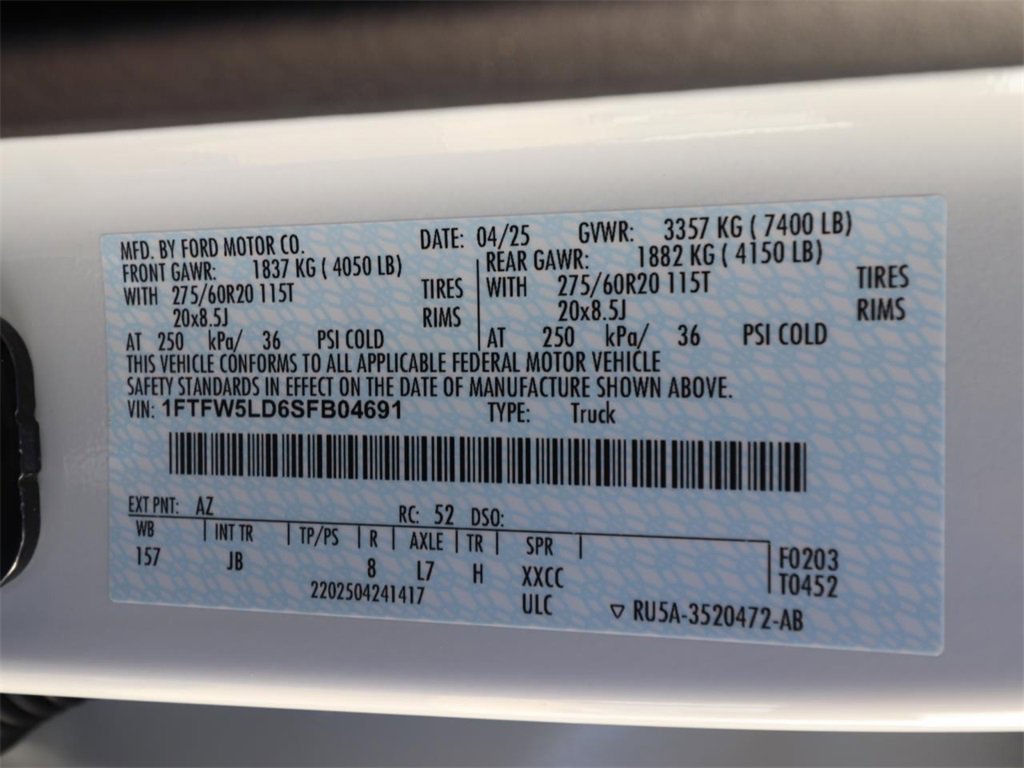 MFD. BY FORD MOTOR CO. DATE: 04/25 GVWR: 3357 KG ( 7400 LB)
FRONT GAWR: 1837 KG ( 4050 LB) REAR GAWR: 1882 KG ( 4150 LB)
WITH 275/60R20 115T TIRES WITH 275/60R20 115T TIRES
20x8.5J RIMS 20x8.5J RIMS
AT 250 kPa/ 36 PSI COLD AT 250 kPa/ 36 PSI COLD
THIS VEHICLE CONFORMS TO ALL APPLICABLE FEDERAL MOTOR VEHICLE
SAFETY STANDARDS IN EFFECT ON THE DATE OF MANUFACTURE SHOWN ABOVE.
VIN: 1FTFW5LD6SFB04691 TYPE: Truck
EXT PNT: AZ RC: 52 DSO:
WB INT TR TP/PS R AXLE TR SPR
157 JB 8 L7 H XXCC F0203
2202504241417 ULC T0452
RU5A-3520472-AB